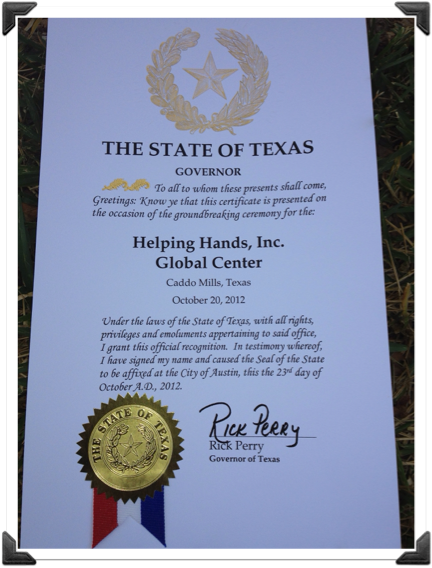 THE STATE OF TEXAS
GOVERNOR
To all to whom these presents shall come,
Greetings: Know ye that this certificate is presented on
the occasion of the groundbreaking ceremony for the:
Helping Hands, Inc.
Global Center
Caddo Mills, Texas
October 20, 2012
Under the laws of the State of Texas, with all rights,
privileges and emoluments appertaining to said office,
I grant this official recognition. In testimony whereof,
I have signed my name and caused the Seal of the State
to be affixed at the City of Austin, this the 23rd day of
October A.D., 2012.
THE STATE OF TEXAS
RICK PERRY
Rick Perry
Governor of Texas